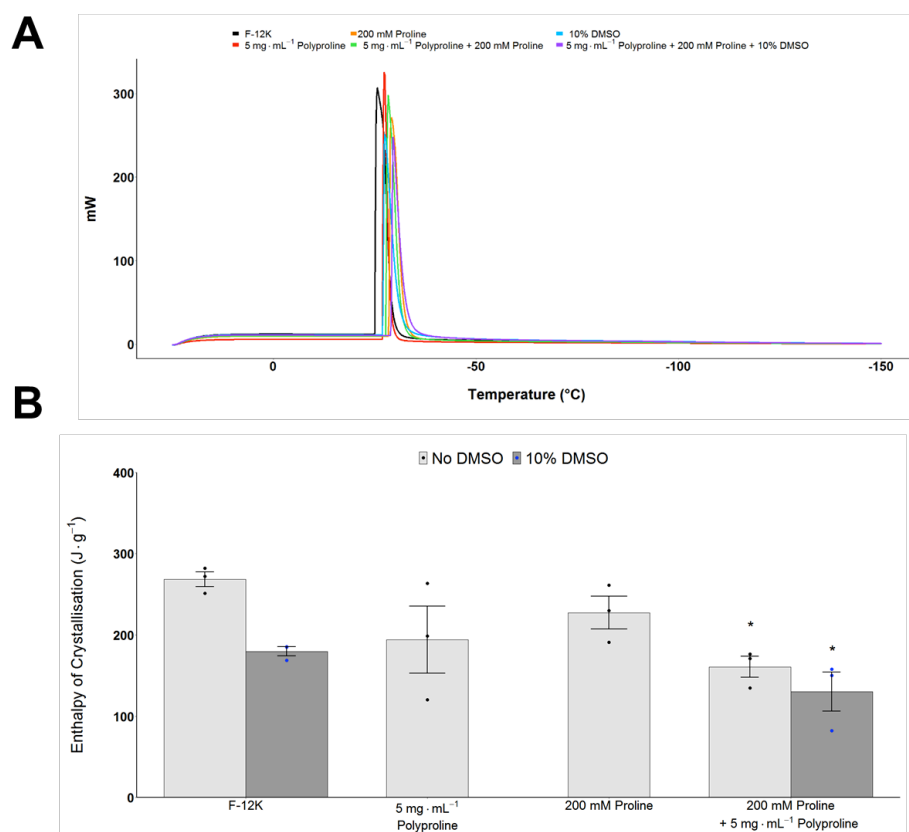 A
F-12K 200 mM Proline 10% DMSO
5 mg · mL⁻¹ Polyproline 5 mg · mL⁻¹ Polyproline + 200 mM Proline 5 mg · mL⁻¹ Polyproline + 200 mM Proline + 10% DMSO
300
200
100
0
mW
0 -50 -100 -150
Temperature (°C)
B
No DMSO 10% DMSO
400
300
200
100
0
Enthalpy of Crystallisation (J · g⁻¹)
* *
F-12K 5 mg · mL⁻¹ 200 mM Proline 200 mM Proline
Polyproline + 5 mg · mL⁻¹ Polyproline